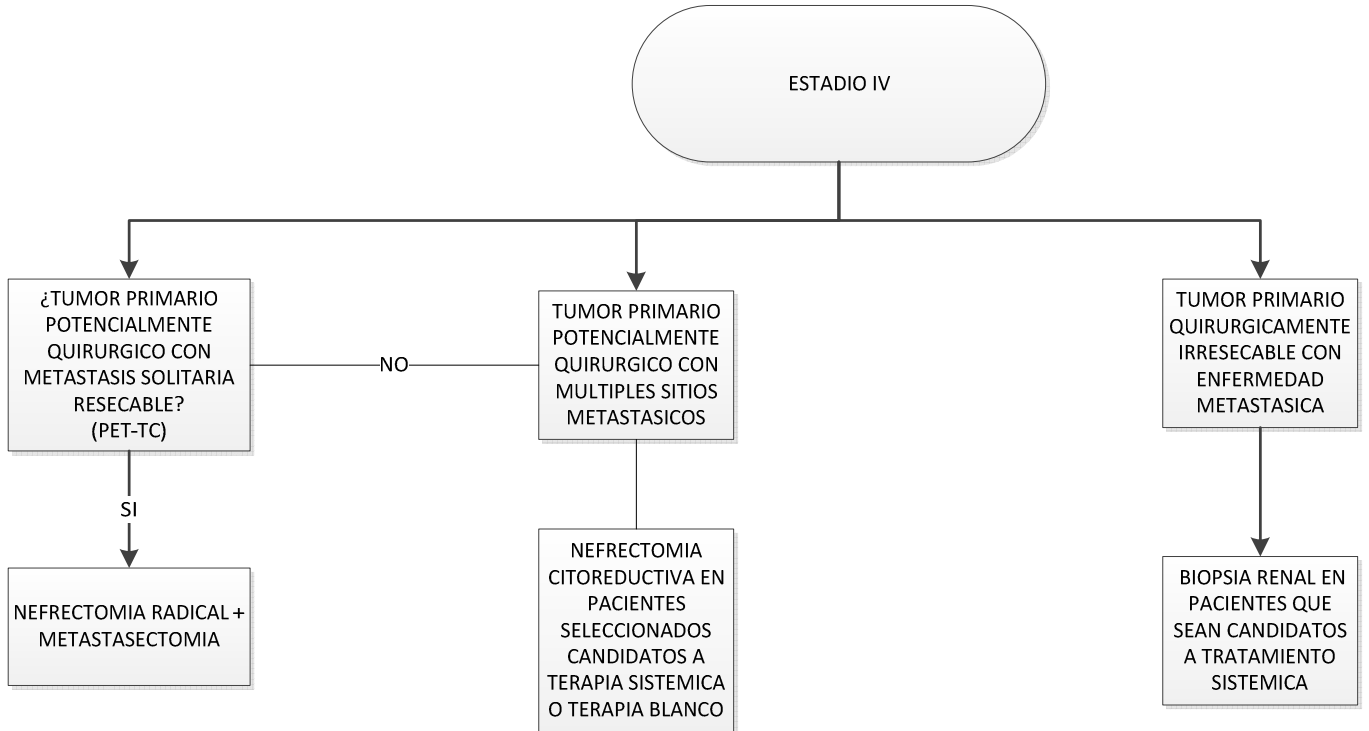 ESTADIO IV
¿TUMOR PRIMARIO
POTENCIALMENTE
QUIRURGICO CON
METASTASIS SOLITARIA
RESECABLE?
(PET-TC)
NO
TUMOR PRIMARIO
POTENCIALMENTE
QUIRURGICO CON
MULTIPLES SITIOS
METASTASICOS
TUMOR PRIMARIO
QUIRURGICAMENTE
IRRESECABLE CON
ENFERMEDAD
METASTASICA
SI
NEFRECTOMIA RADICAL +
METASTASECTOMIA
NEFRECTOMIA
CITOREDUCTIVA EN
PACIENTES
SELECCIONADOS
CANDIDATOS A
TERAPIA SISTEMICA
O TERAPIA BLANCO
BIOPSIA RENAL EN
PACIENTES QUE
SEAN CANDIDATOS
A TRATAMIENTO
SISTEMICA